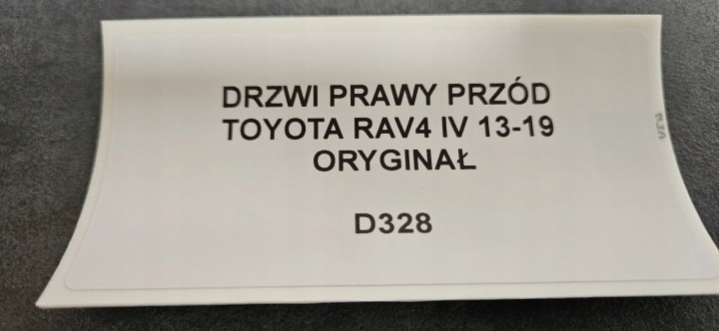 DRZWI PRAWY PRZÓD
TOYOTA RAV4 IV 13-19
ORYGINAŁ
D328